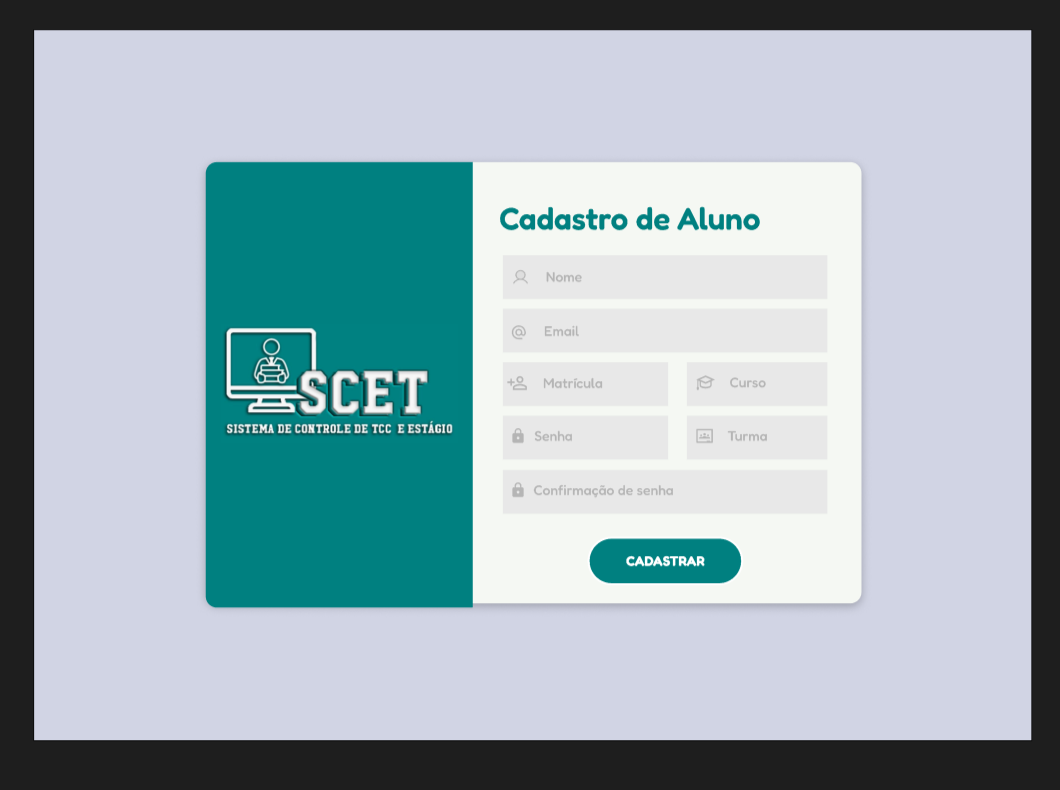 SCET
SISTEMA DE CONTROLE DE TCC E ESTÁGIO
Cadastro de Aluno
Nome
Email
Matrícula
Curso
Senha
Turma
Confirmação de senha
CADASTRAR